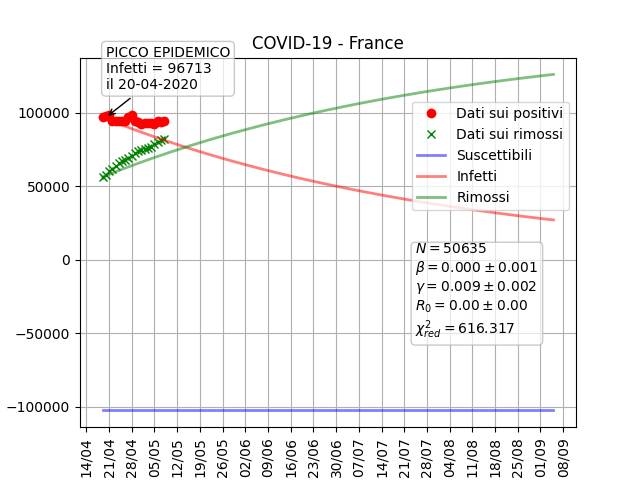 COVID-19 - France
PICCO EPIDEMICO
Infetti = 96713
il 20-04-2020
Dati sui positivi
Dati sui rimossi
Suscettibili
Infetti
Rimossi
N = 50635
β = 0.000 ± 0.001
γ = 0.009 ± 0.002
R₀ = 0.00 ± 0.00
χ²red = 616.317
100000
50000
0
−50000
−100000
14/04
21/04
28/04
05/05
12/05
19/05
26/05
02/06
09/06
16/06
23/06
30/06
07/07
14/07
21/07
28/07
04/08
11/08
18/08
25/08
01/09
08/09